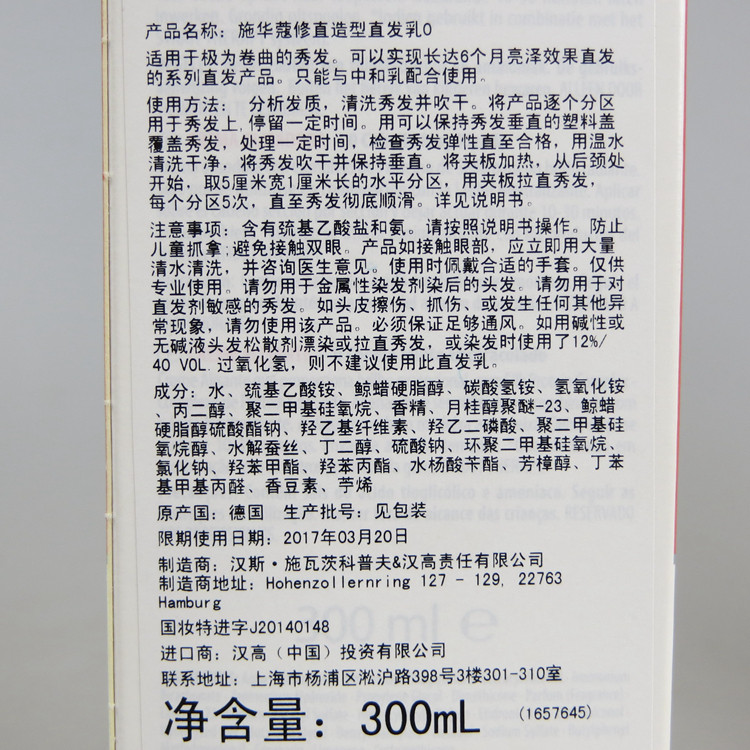 产品名称：施华蔻修直造型直发乳0
适用于极为卷曲的秀发。可以实现长达6个月亮泽效果直发
的系列直发产品。只能与中和乳配合使用。
使用方法：分析发质，清洗秀发并吹干。将产品逐个分区
用于秀发上,停留一定时间。用可以保持秀发垂直的塑料盖
覆盖秀发，处理一定时间，检查秀发弹性直至合格，用温水
清洗干净，将秀发吹干并保持垂直。将夹板加热，从后颈处
开始，取5厘米宽1厘米长的水平分区，用夹板拉直秀发，
每个分区5次，直至秀发彻底顺滑。详见说明书。
注意事项：含有巯基乙酸盐和氨。请按照说明书操作。防止
儿童抓拿;避免接触双眼。产品如接触眼部，应立即用大量
清水清洗，并咨询医生意见。使用时佩戴合适的手套。仅供
专业使用。请勿用于金属性染发剂染后的头发。请勿用于对
直发剂敏感的秀发。如头皮擦伤、抓伤、或发生任何其他异
常现象，请勿使用该产品。必须保证足够通风。如用碱性或
无碱液头发松散剂漂染或拉直秀发，或染发时使用了12%/
40 VOL.过氧化氢，则不建议使用此直发乳。
成分：水、巯基乙酸铵、鲸蜡硬脂醇、碳酸氢铵、氢氧化铵
、丙二醇、聚二甲基硅氧烷、香精、月桂醇聚醚-23、鲸蜡
硬脂醇硫酸酯钠、羟乙基纤维素、羟乙二磷酸、聚二甲基硅
氧烷醇、水解蚕丝、丁二醇、硫酸钠、环聚二甲基硅氧烷、
氯化钠、羟苯甲酯、羟苯丙酯、水杨酸苄酯、芳樟醇、丁苯
基甲基丙醛、香豆素、苧烯
原产国：德国 生产批号：见包装
限期使用日期：2017年03月20日
制造商：汉斯·施瓦茨科普夫&汉高责任有限公司
制造商地址：Hohenzollernring 127 - 129, 22763
Hamburg
国妆特进字J20140148
进口商：汉高（中国）投资有限公司
联系地址：上海市杨浦区淞沪路398号3楼301-310室
净含量：300mL （1657645）